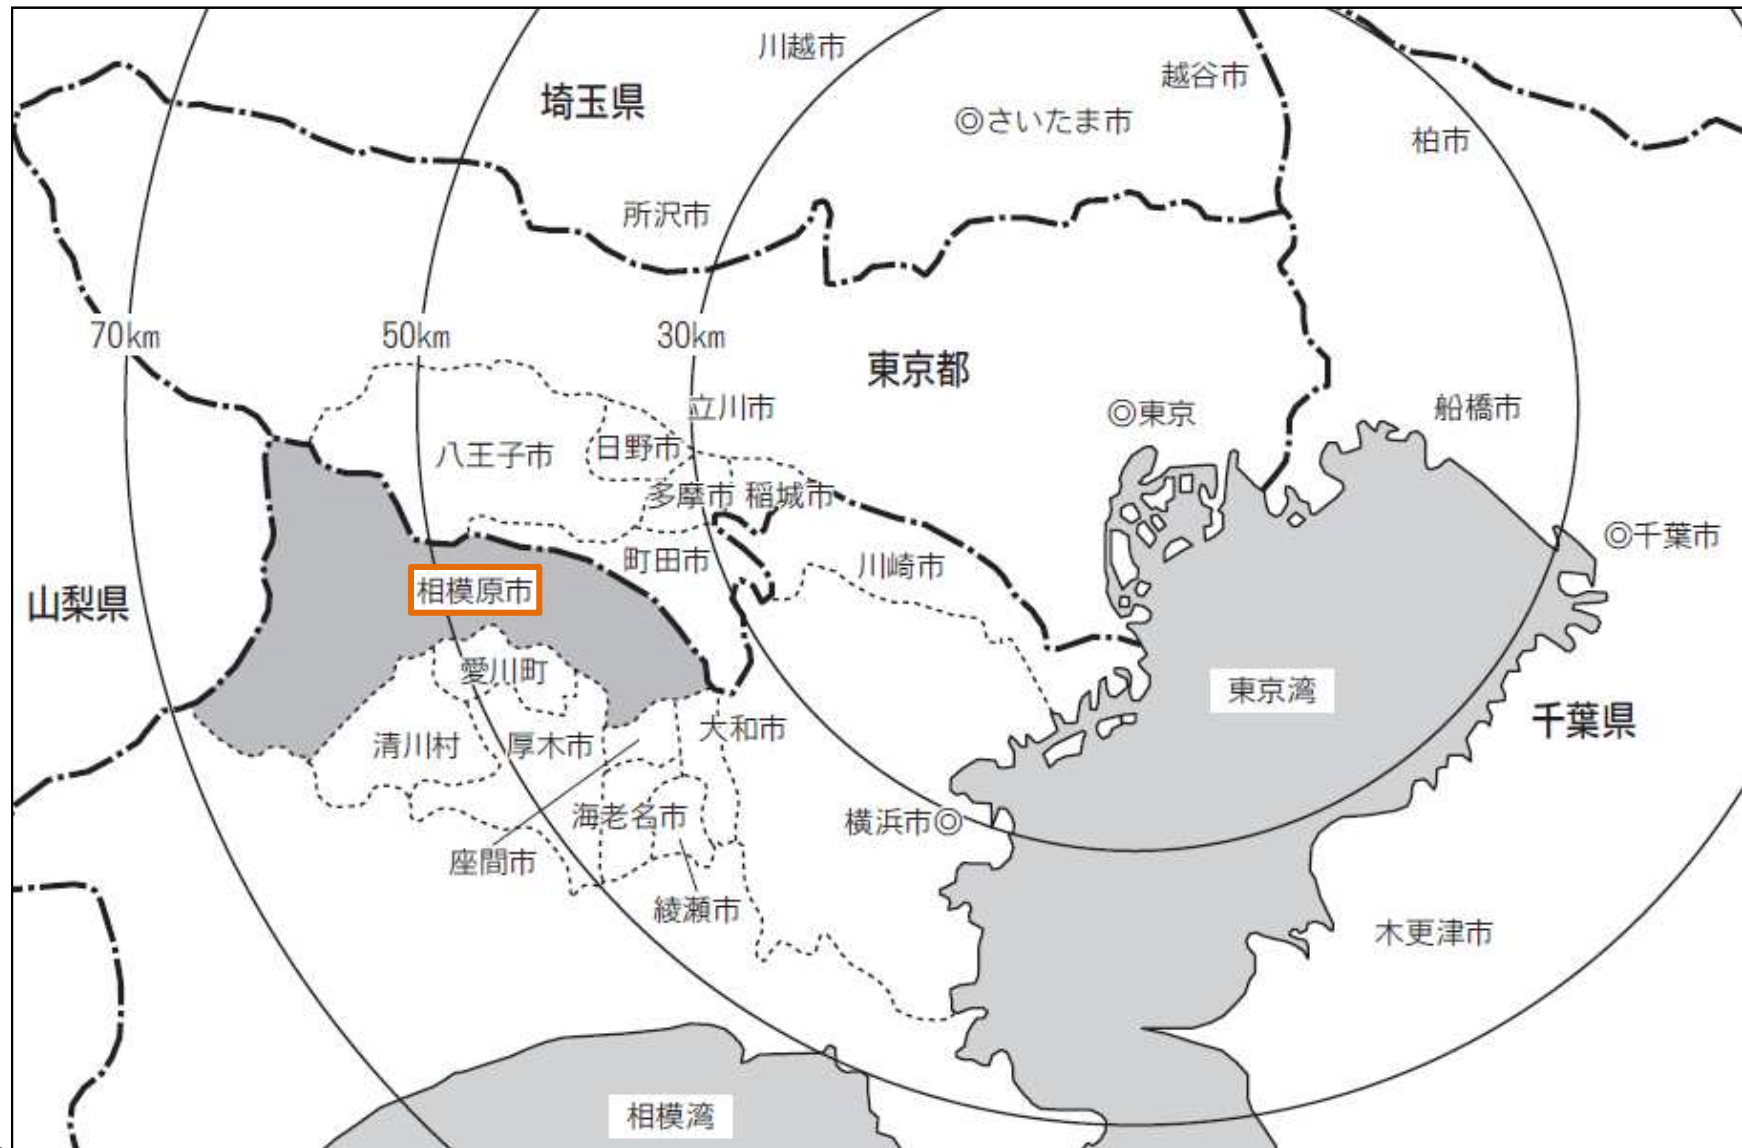 川越市
越谷市
埼玉県
◎さいたま市
柏市
所沢市
70km
50km
30km
東京都
立川市
◎東京
船橋市
八王子市
日野市
多摩市
稲城市
◎千葉市
町田市
川崎市
相模原市
山梨県
愛川町
東京湾
千葉県
大和市
清川村
厚木市
海老名市
横浜市◎
座間市
綾瀬市
木更津市
相模湾